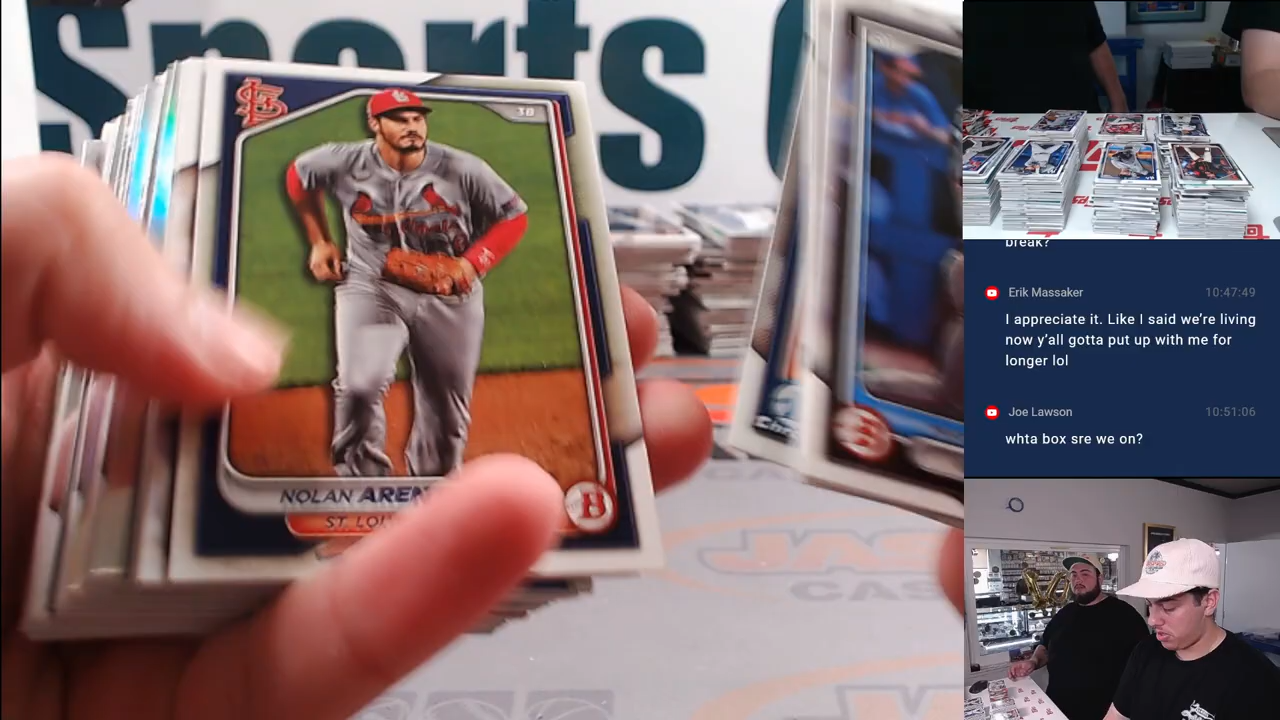 Sports C
38
NOLAN AREN
ST. LOU
B
JAS
CAS
break?
Erik Massaker
10:47:49
I appreciate it. Like I said we're living
now y'all gotta put up with me for
longer lol
Joe Lawson
10:51:06
whta box sre we on?